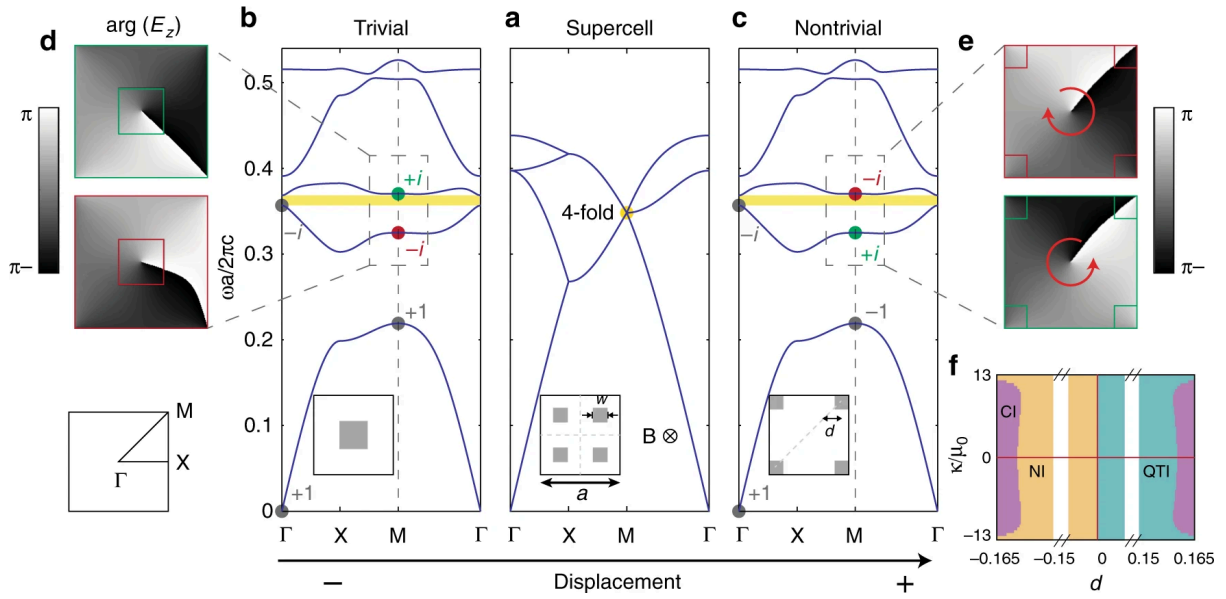 d
arg (E_z)
π
π−
M
Γ
X
b
Trivial
ωa/2πc
0.5
0.4
0.3
0.2
0.1
0
+i
−i
−i
+1
+1
Γ
X
M
Γ
a
Supercell
4-fold
w
a
B ⊗
Γ
X
M
Γ
c
Nontrivial
−i
−i
+i
−1
+1
d
Γ
X
M
Γ
−
Displacement
+
e
π
π−
f
13
0
−13
κ/μ₀
CI
NI
QTI
−0.165
−0.15
0
0.15
0.165
d